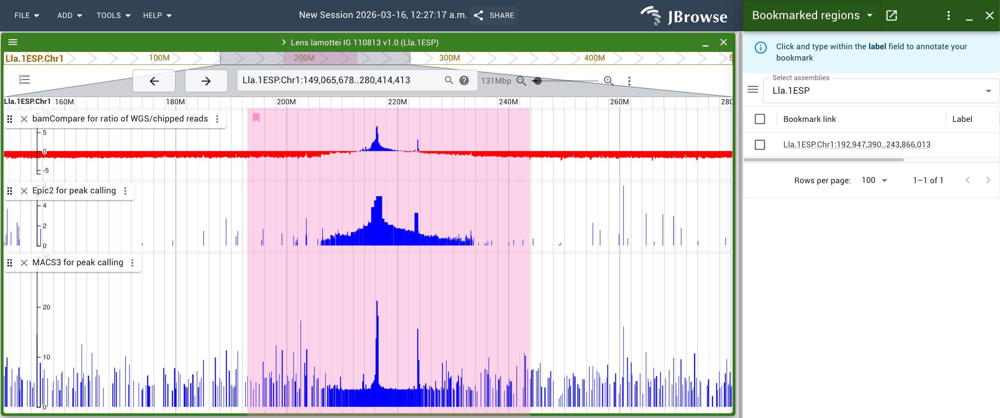 FILE ADD TOOLS HELP New Session 2026-03-16, 12:27:17 a.m. SHARE JBrowse
Lens lamottei IG 110813 v1.0 (Lla.1ESP)
Lla.1ESP.Chr1 100M 200M 300M 400M 5
Lla.1ESP.Chr1:149,065,678..280,414,413 131Mbp
Lla.1ESP.Chr1 160M 180M 200M 220M 240M 260M 280
10
bamCompare for ratio of WGS/chipped reads
5
0
-5
6
Epic2 for peak calling
4
2
0
30
MACS3 for peak calling
20
10
0
Bookmarked regions
Click and type within the label field to annotate your
bookmark
Select assemblies
Lla.1ESP
Bookmark link Label
Lla.1ESP.Chr1:192,947,390..243,866,013
Rows per page: 100 1–1 of 1